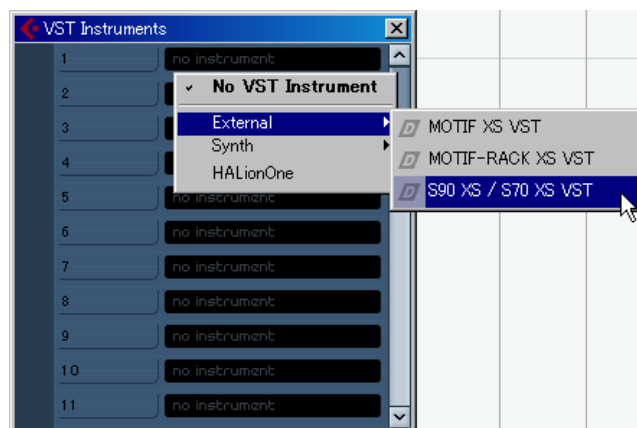 VST Instruments
1 no instrument
2
3
4
5 no instrument
6 no instrument
7 no instrument
8 no instrument
9 no instrument
10 no instrument
11 no instrument
✓ No VST Instrument
External
Synth
HALionOne
MOTIF XS VST
MOTIF-RACK XS VST
S90 XS / S70 XS VST